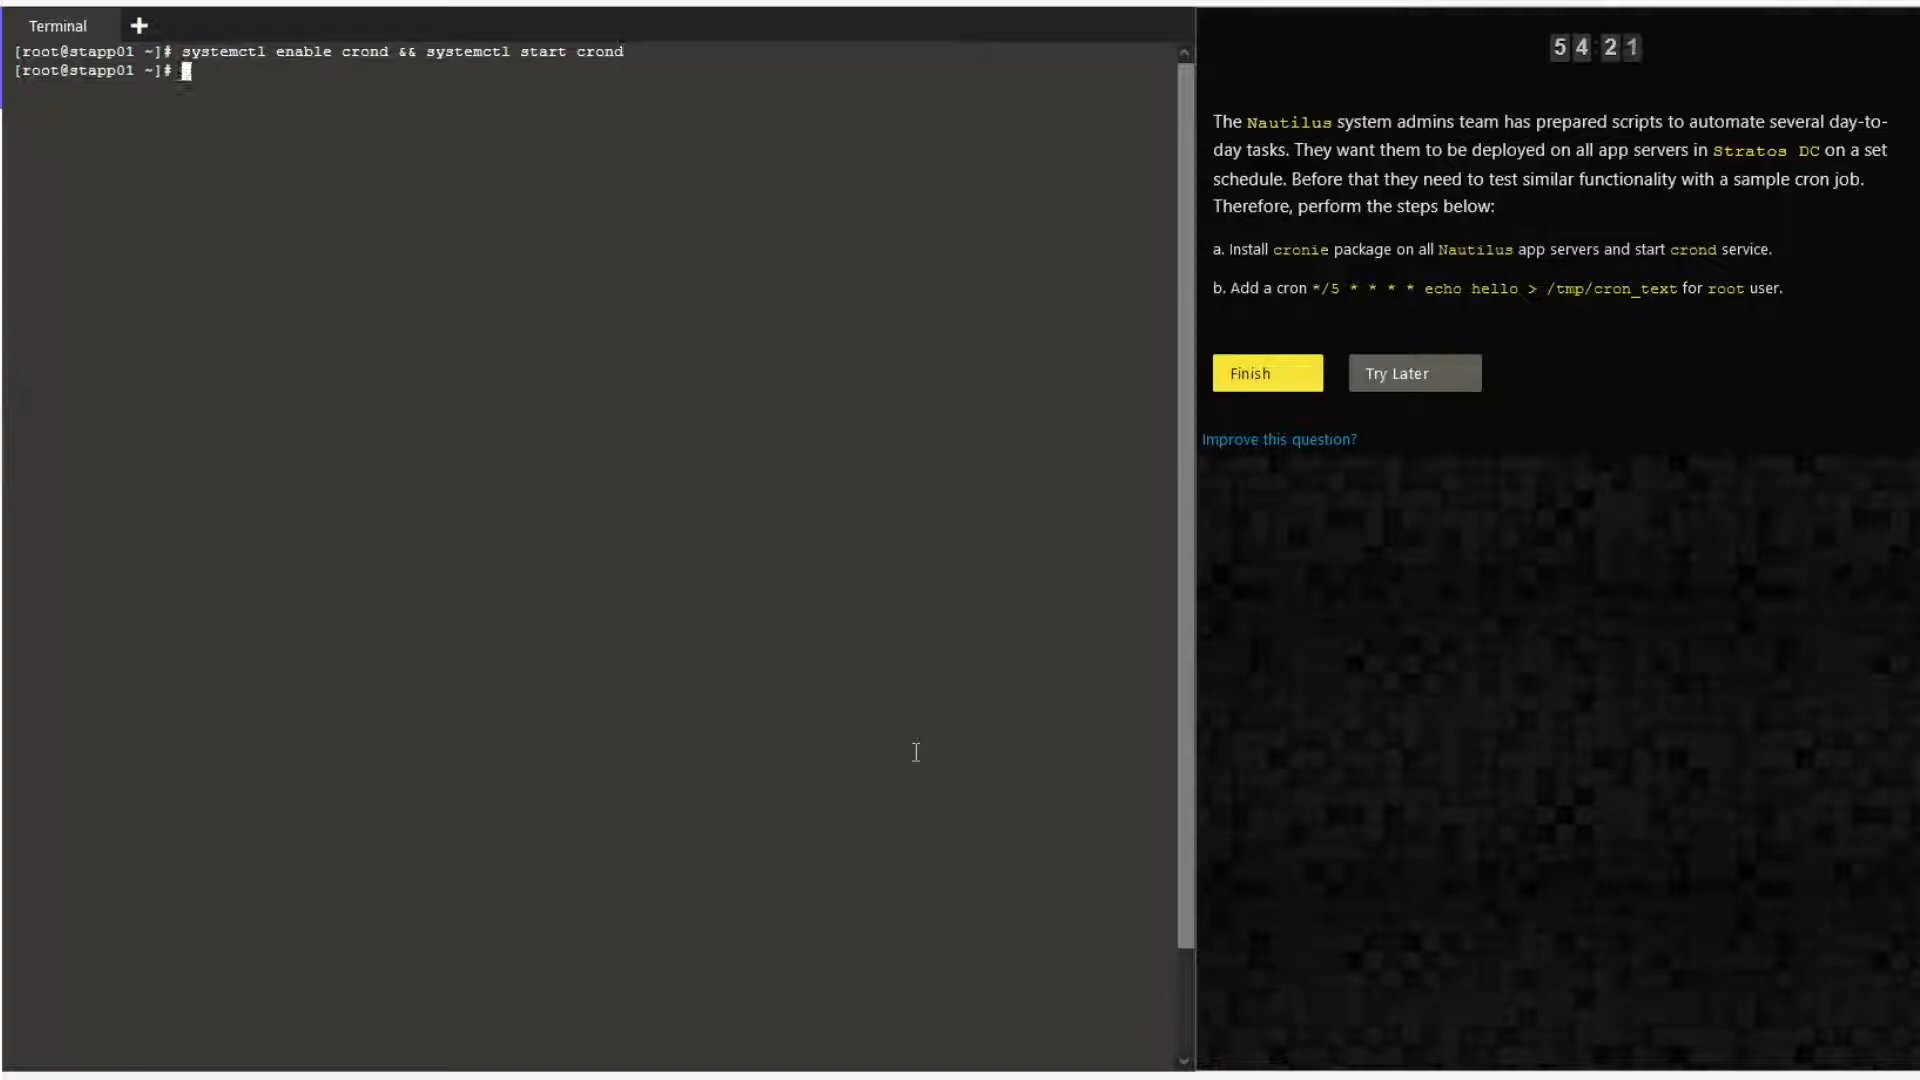 Terminal +
[root@stapp01 ~]# systemctl enable crond && systemctl start crond
[root@stapp01 ~]#
54:21
The Nautilus system admins team has prepared scripts to automate several day-to-
day tasks. They want them to be deployed on all app servers in Stratos DC on a set
schedule. Before that they need to test similar functionality with a sample cron job.
Therefore, perform the steps below:
a. Install cronie package on all Nautilus app servers and start crond service.
b. Add a cron */5 * * * * echo hello > /tmp/cron_text for root user.
Finish
Try Later
Improve this question?